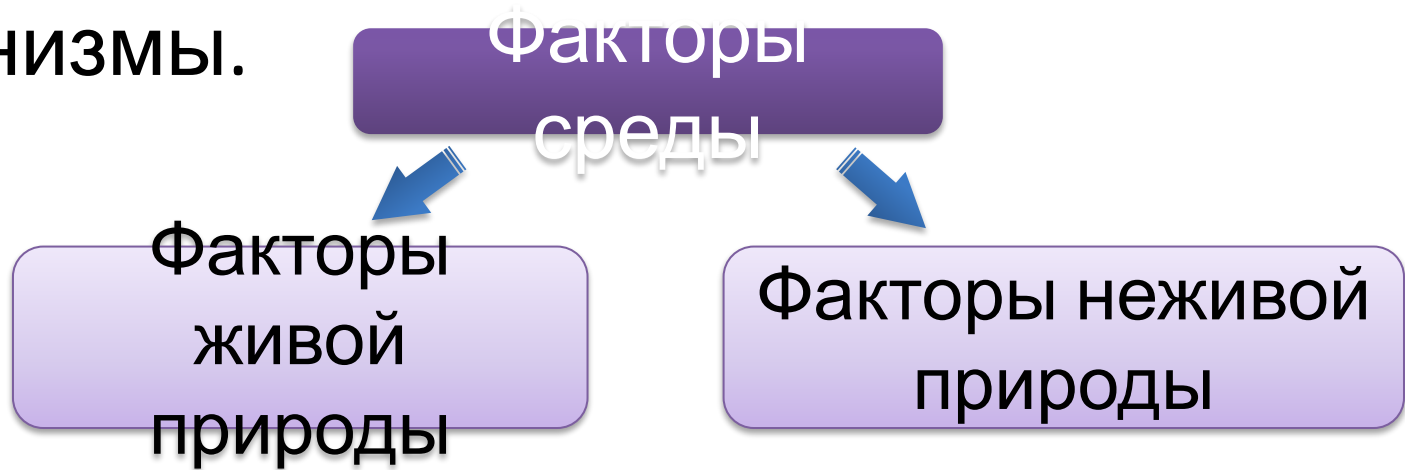 низмы.
Факторы
среды
Факторы
живой
природы
Факторы неживой
природы